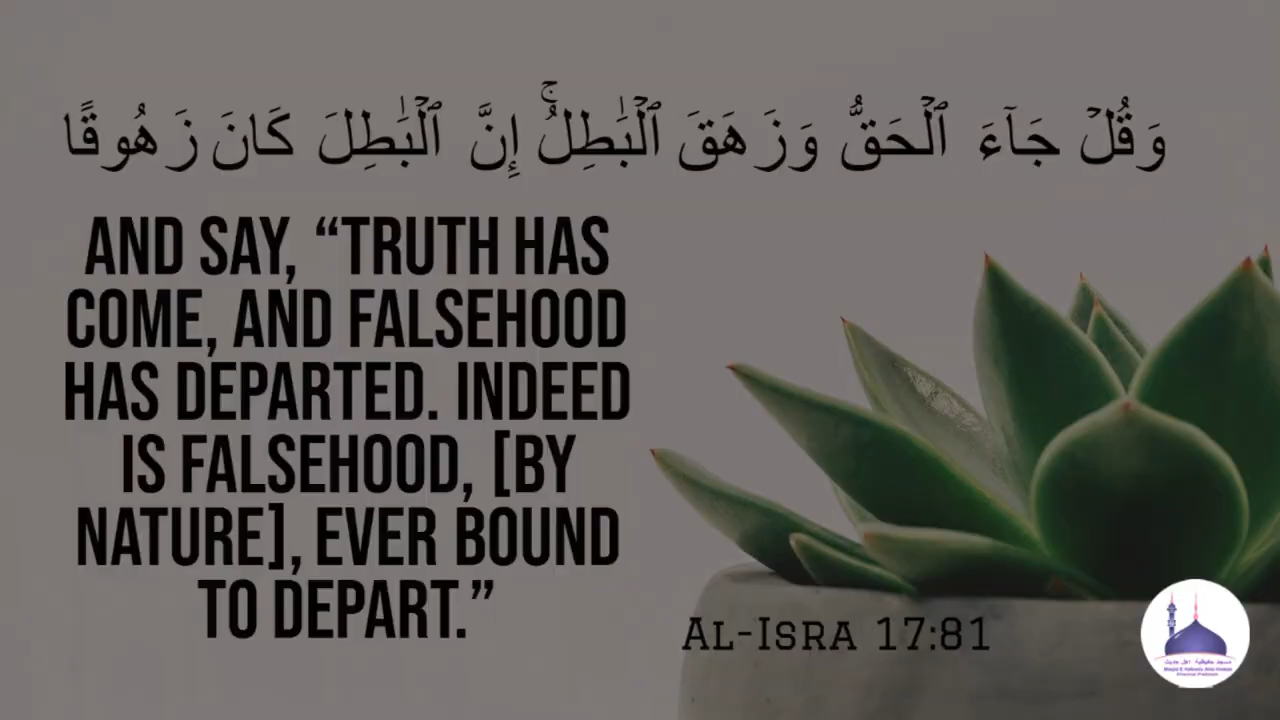 وَقُلْ جَآءَ ٱلْحَقُّ وَزَهَقَ ٱلْبَٰطِلُ ۚ إِنَّ ٱلْبَٰطِلَ كَانَ زَهُوقًا
AND SAY, “TRUTH HAS
COME, AND FALSEHOOD
HAS DEPARTED. INDEED
IS FALSEHOOD, [BY
NATURE], EVER BOUND
TO DEPART.”
AL-ISRA 17:81